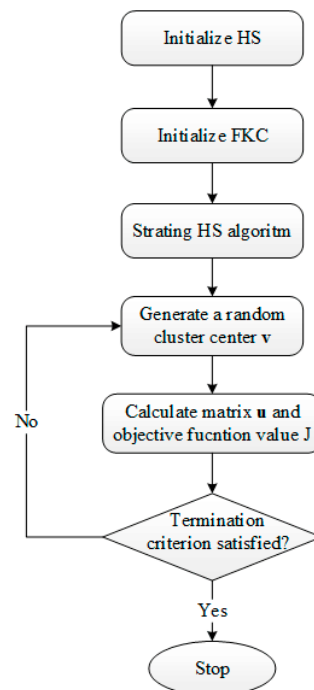 Initialize HS
Initialize FKC
Strating HS algoritm
Generate a random
cluster center v
Calculate matrix u and
objective fucntion value J
No
Termination
criterion satisfied?
Yes
Stop